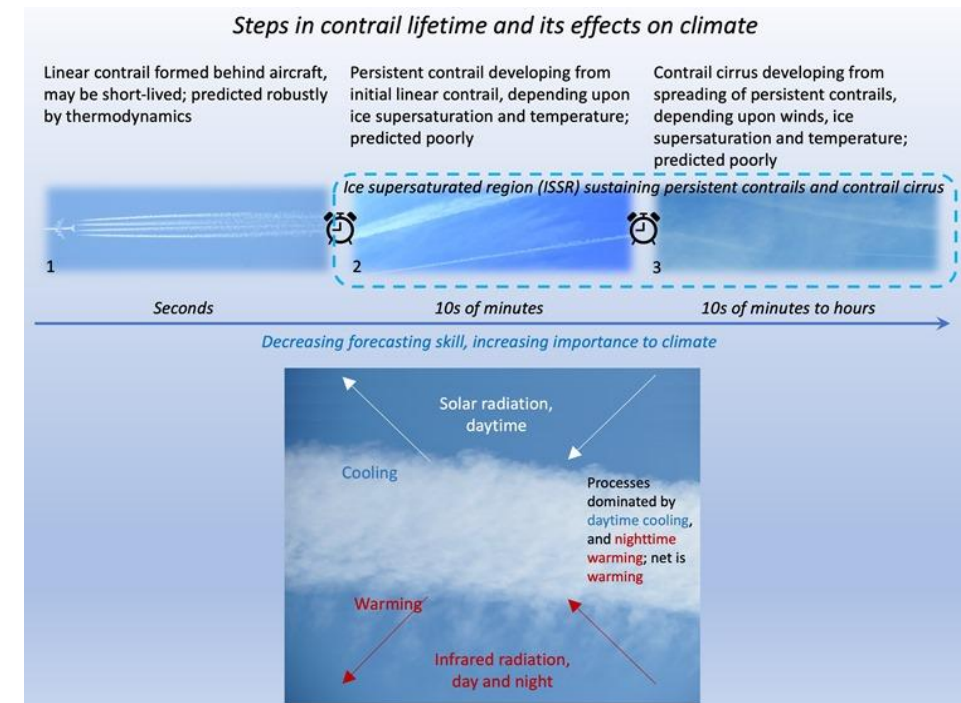 Steps in contrail lifetime and its effects on climate
Linear contrail formed behind aircraft,
may be short-lived; predicted robustly
by thermodynamics
Persistent contrail developing from
initial linear contrail, depending upon
ice supersaturation and temperature;
predicted poorly
Contrail cirrus developing from
spreading of persistent contrails,
depending upon winds, ice
supersaturation and temperature;
predicted poorly
Ice supersaturated region (ISSR) sustaining persistent contrails and contrail cirrus
1
2
3
Seconds
10s of minutes
10s of minutes to hours
Decreasing forecasting skill, increasing importance to climate
Solar radiation,
daytime
Cooling
Processes
dominated by
daytime cooling,
and nighttime
warming; net is
warming
Warming
Infrared radiation,
day and night